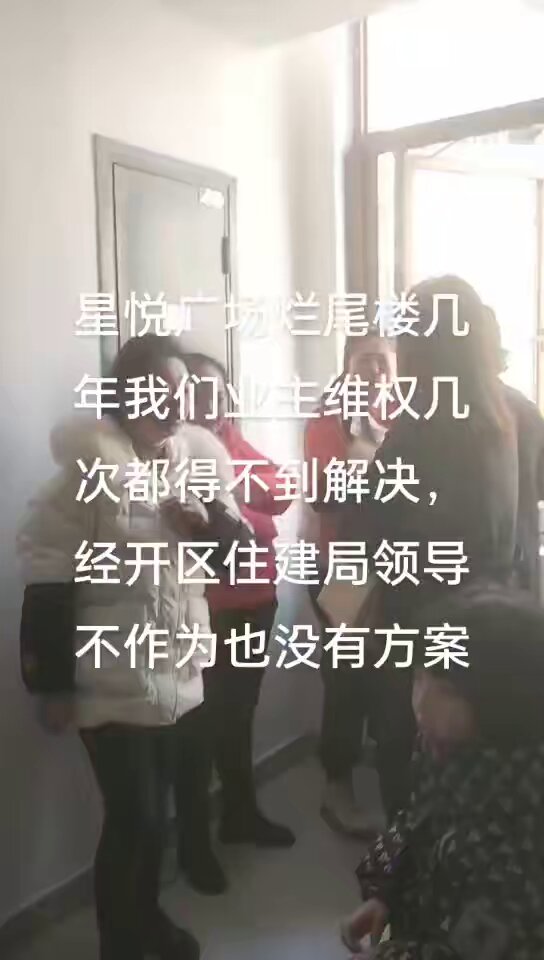 星悦广场烂尾楼几
年我们业主维权几
次都得不到解决，
经开区住建局领导
不作为也没有方案